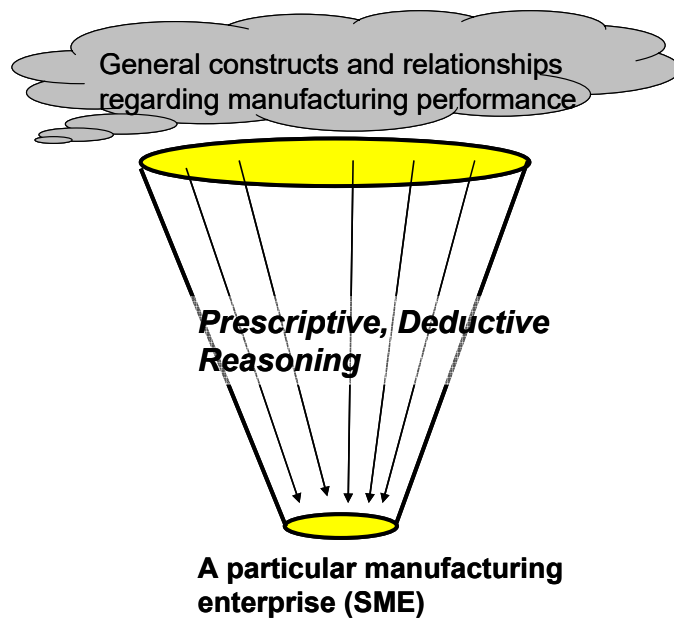 General constructs and relationships
regarding manufacturing performance
Prescriptive, Deductive
Reasoning
A particular manufacturing
enterprise (SME)